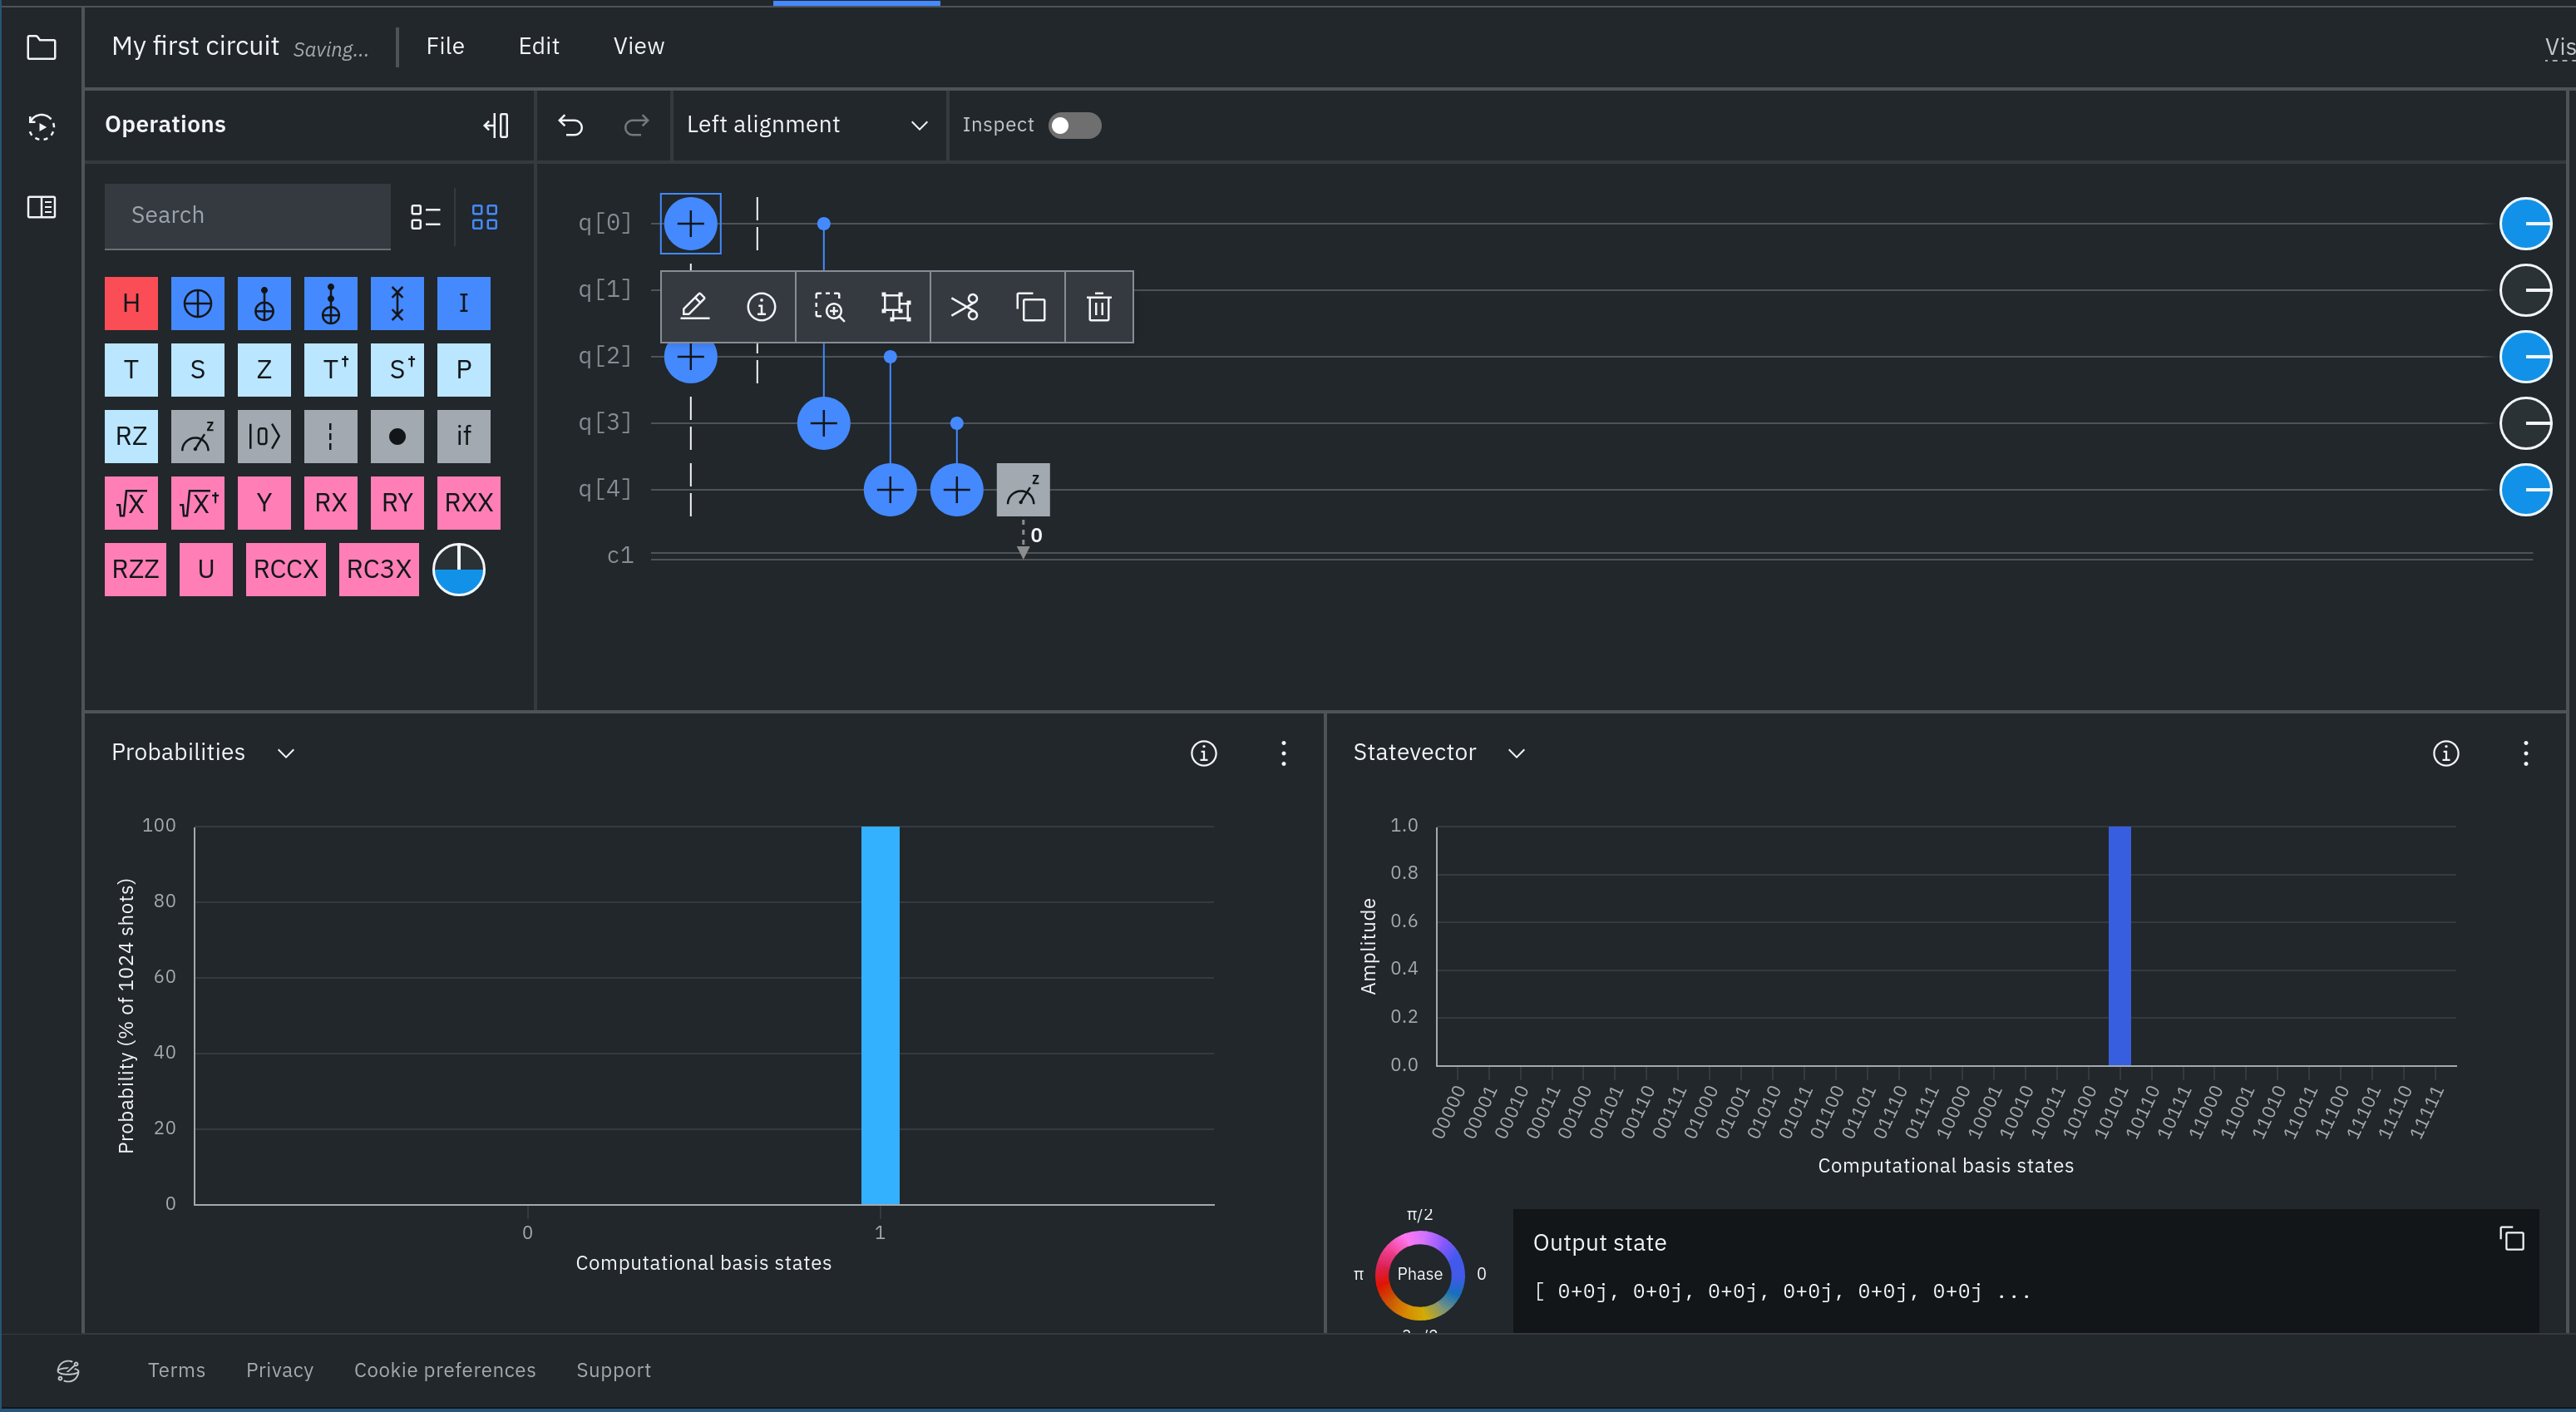 My first circuit Saving... File Edit View Vis
Operations Left alignment Inspect
Search
H I
T S Z T† S† P
RZ z |0⟩ if
√X √X† Y RX RY RXX
RZZ U RCCX RC3X
q[0]
q[1]
q[2]
q[3]
q[4] z
0
c1
Probabilities
Probability (% of 1024 shots)
100
80
60
40
20
0
0 1
Computational basis states
Statevector
Amplitude
1.0
0.8
0.6
0.4
0.2
0.0
00000 00001 00010 00011 00100 00101 00110 00111 01000 01001 01010 01011 01100 01101 01110 01111 10000 10001 10010 10011 10100 10101 10110 10111 11000 11001 11010 11011 11100 11101 11110 11111
Computational basis states
π/2
π Phase 0
Output state
[ 0+0j, 0+0j, 0+0j, 0+0j, 0+0j, 0+0j ...
Terms Privacy Cookie preferences Support